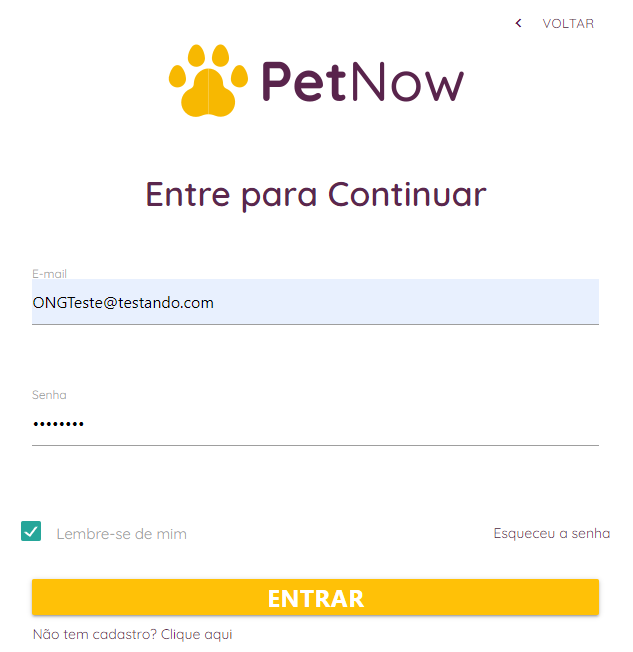 VOLTAR
PetNow
Entre para Continuar
E-mail
ONGTeste@testando.com
Senha
••••••••
Lembre-se de mim
Esqueceu a senha
ENTRAR
Não tem cadastro? Clique aqui